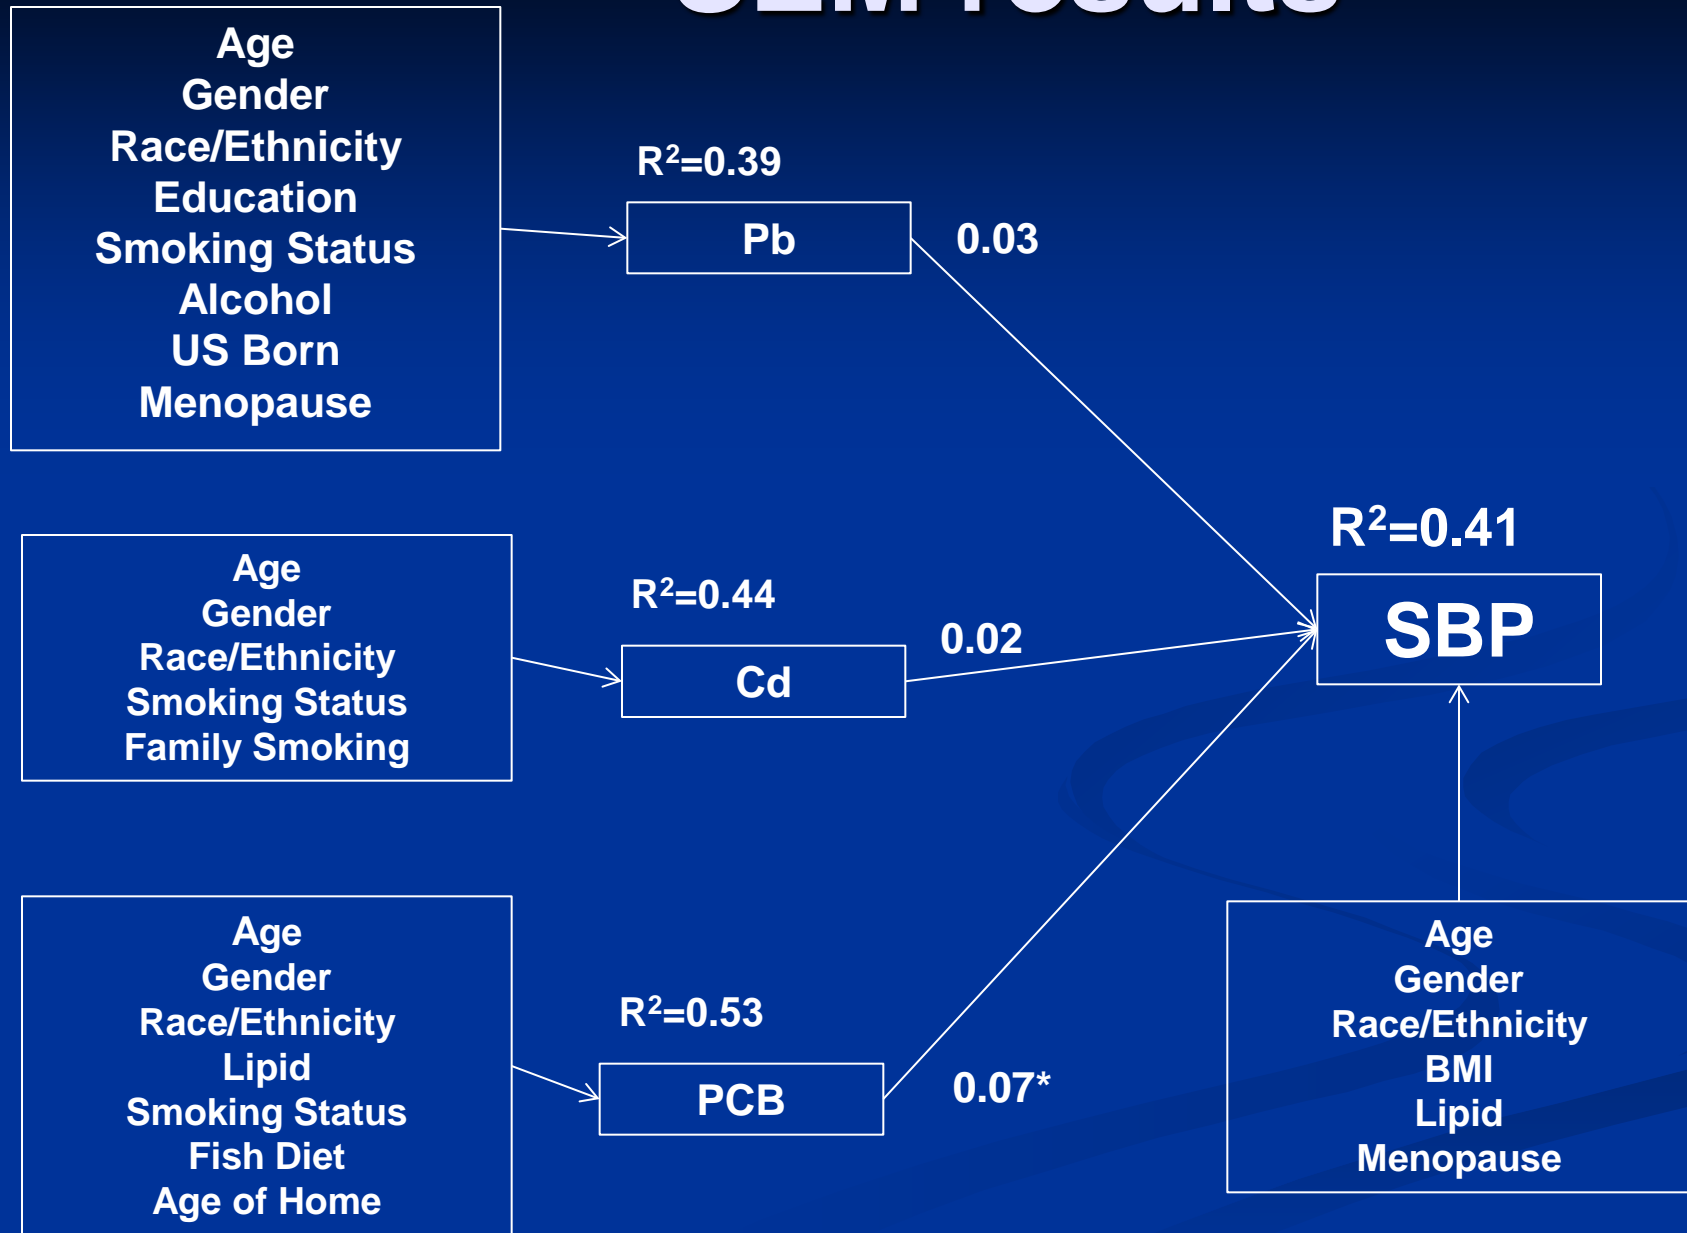 SEM results
Age
Gender
Race/Ethnicity
Education
Smoking Status
Alcohol
US Born
Menopause
R²=0.39
Pb
0.03
Age
Gender
Race/Ethnicity
Smoking Status
Family Smoking
R²=0.44
Cd
0.02
R²=0.41
SBP
Age
Gender
Race/Ethnicity
Lipid
Smoking Status
Fish Diet
Age of Home
R²=0.53
PCB
0.07*
Age
Gender
Race/Ethnicity
BMI
Lipid
Menopause